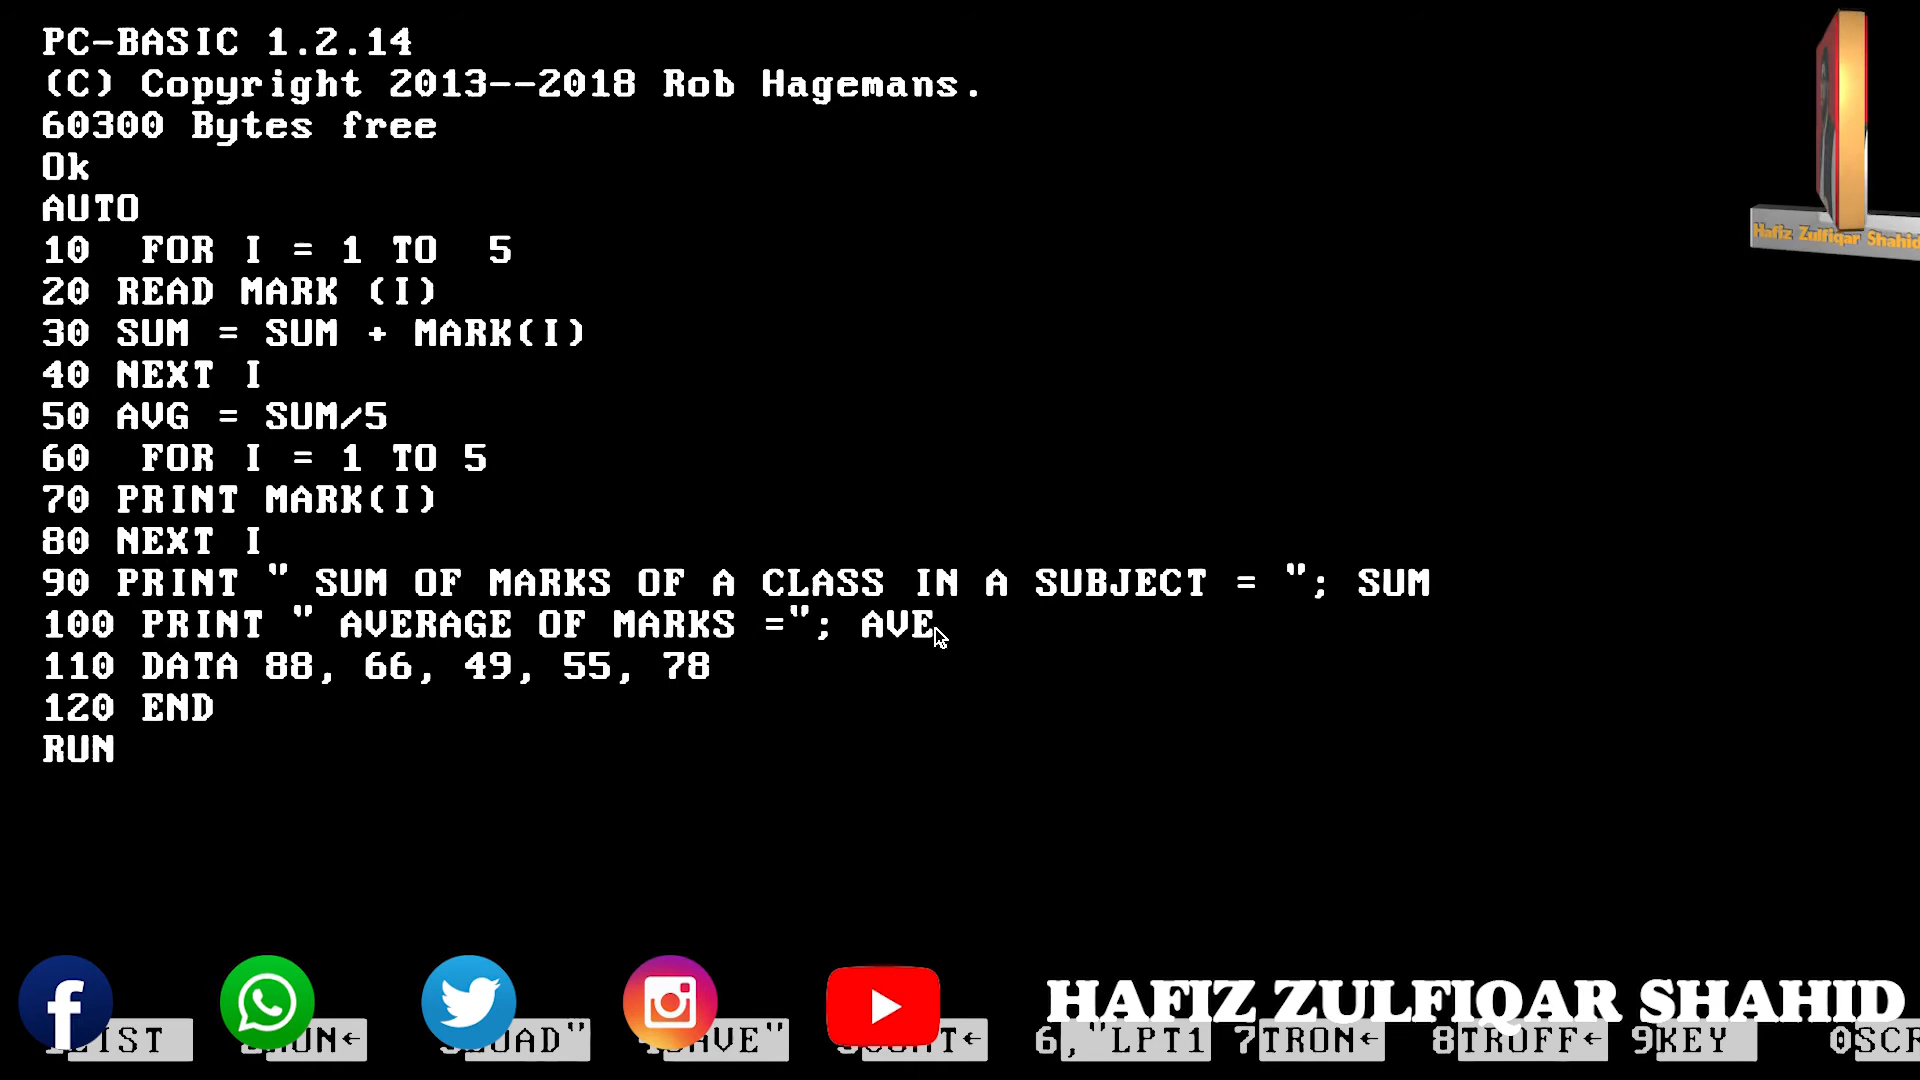 PC-BASIC 1.2.14
(C) Copyright 2013--2018 Rob Hagemans.
60300 Bytes free
Ok
AUTO
10  FOR I = 1 TO  5
20 READ MARK (I)
30 SUM = SUM + MARK(I)
40 NEXT I
50 AVG = SUM/5
60  FOR I = 1 TO 5
70 PRINT MARK(I)
80 NEXT I
90 PRINT " SUM OF MARKS OF A CLASS IN A SUBJECT = "; SUM
100 PRINT " AVERAGE OF MARKS ="; AVE
110 DATA 88, 66, 49, 55, 78
120 END
RUN
Hafiz Zulfiqar Shahid
HAFIZ ZULFIQAR SHAHID
6,"LPT1 7TRON← 8TROFF← 9KEY